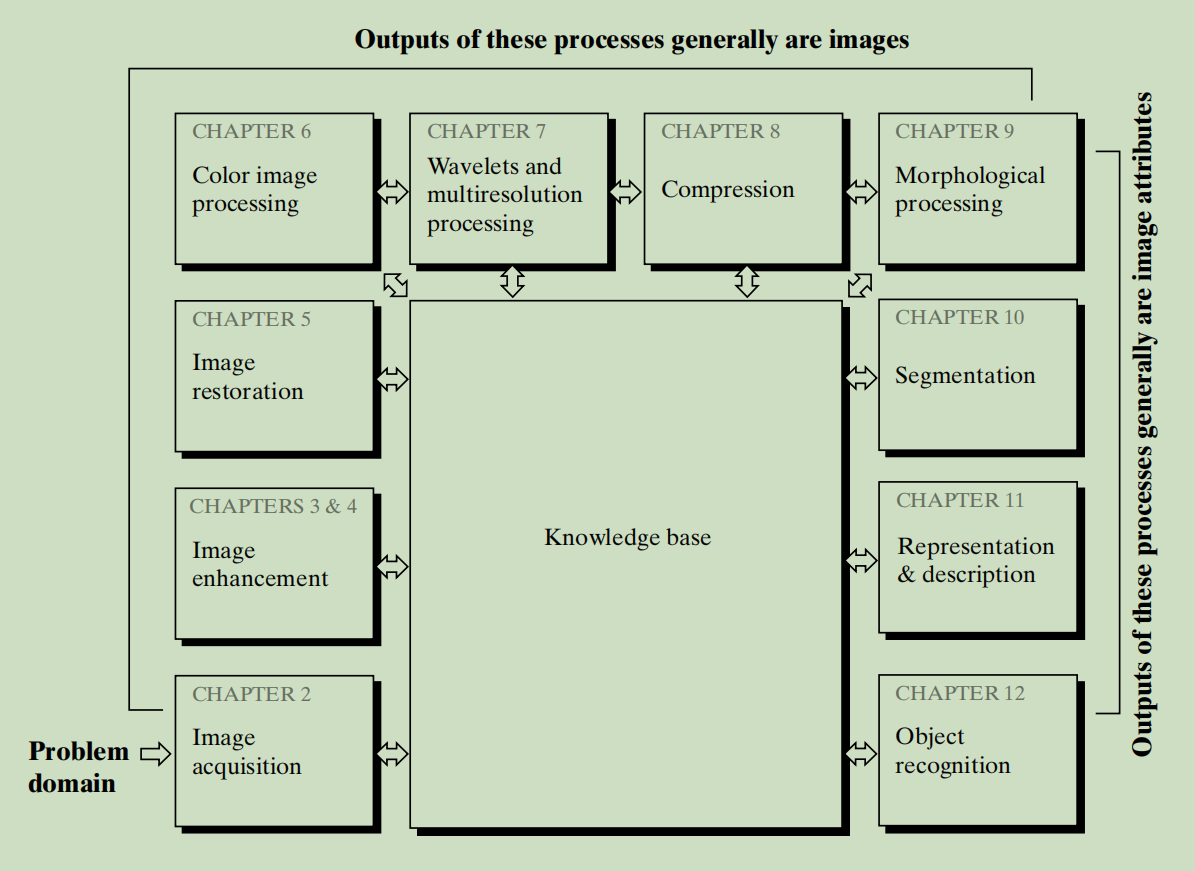 Outputs of these processes generally are images
CHAPTER 6
Color image
processing
CHAPTER 7
Wavelets and
multiresolution
processing
CHAPTER 8
Compression
CHAPTER 9
Morphological
processing
Outputs of these processes generally are image attributes
CHAPTER 5
Image
restoration
CHAPTER 10
Segmentation
CHAPTERS 3 & 4
Image
enhancement
Knowledge base
CHAPTER 11
Representation
& description
Problem
domain
CHAPTER 2
Image
acquisition
CHAPTER 12
Object
recognition